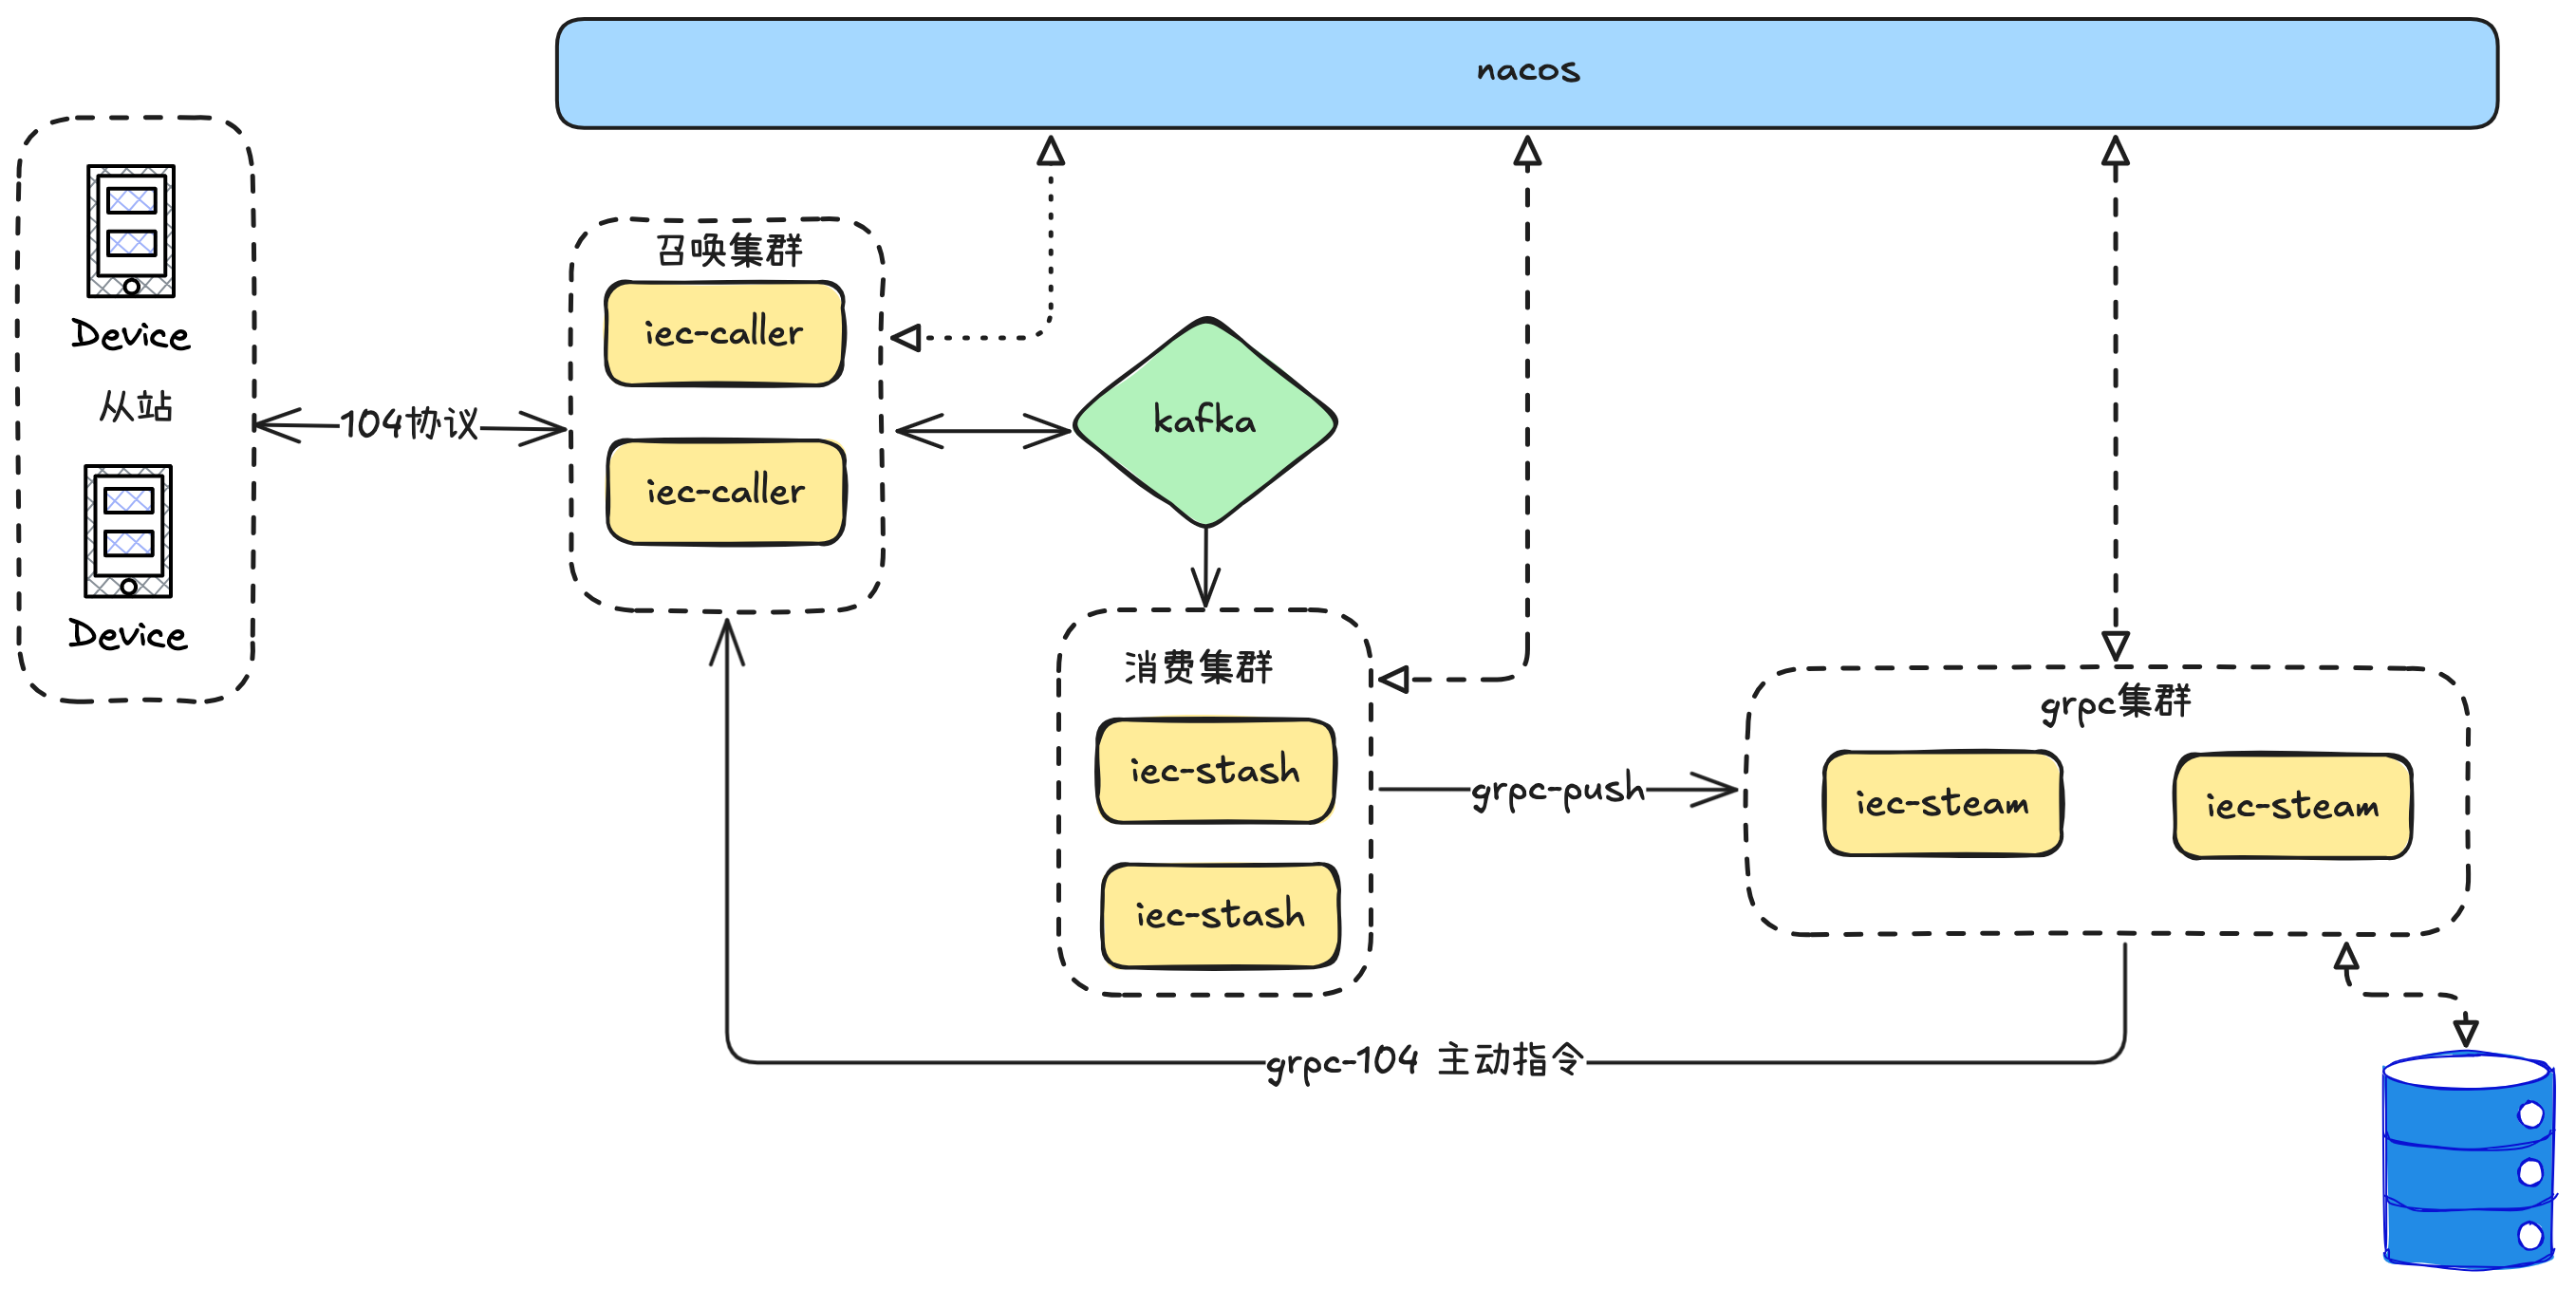 nacos
Device
从站
Device
104协议
召唤集群
iec-caller
iec-caller
kafka
消费集群
iec-stash
iec-stash
grpc-push
grpc集群
iec-steam
iec-steam
grpc-104 主动指令